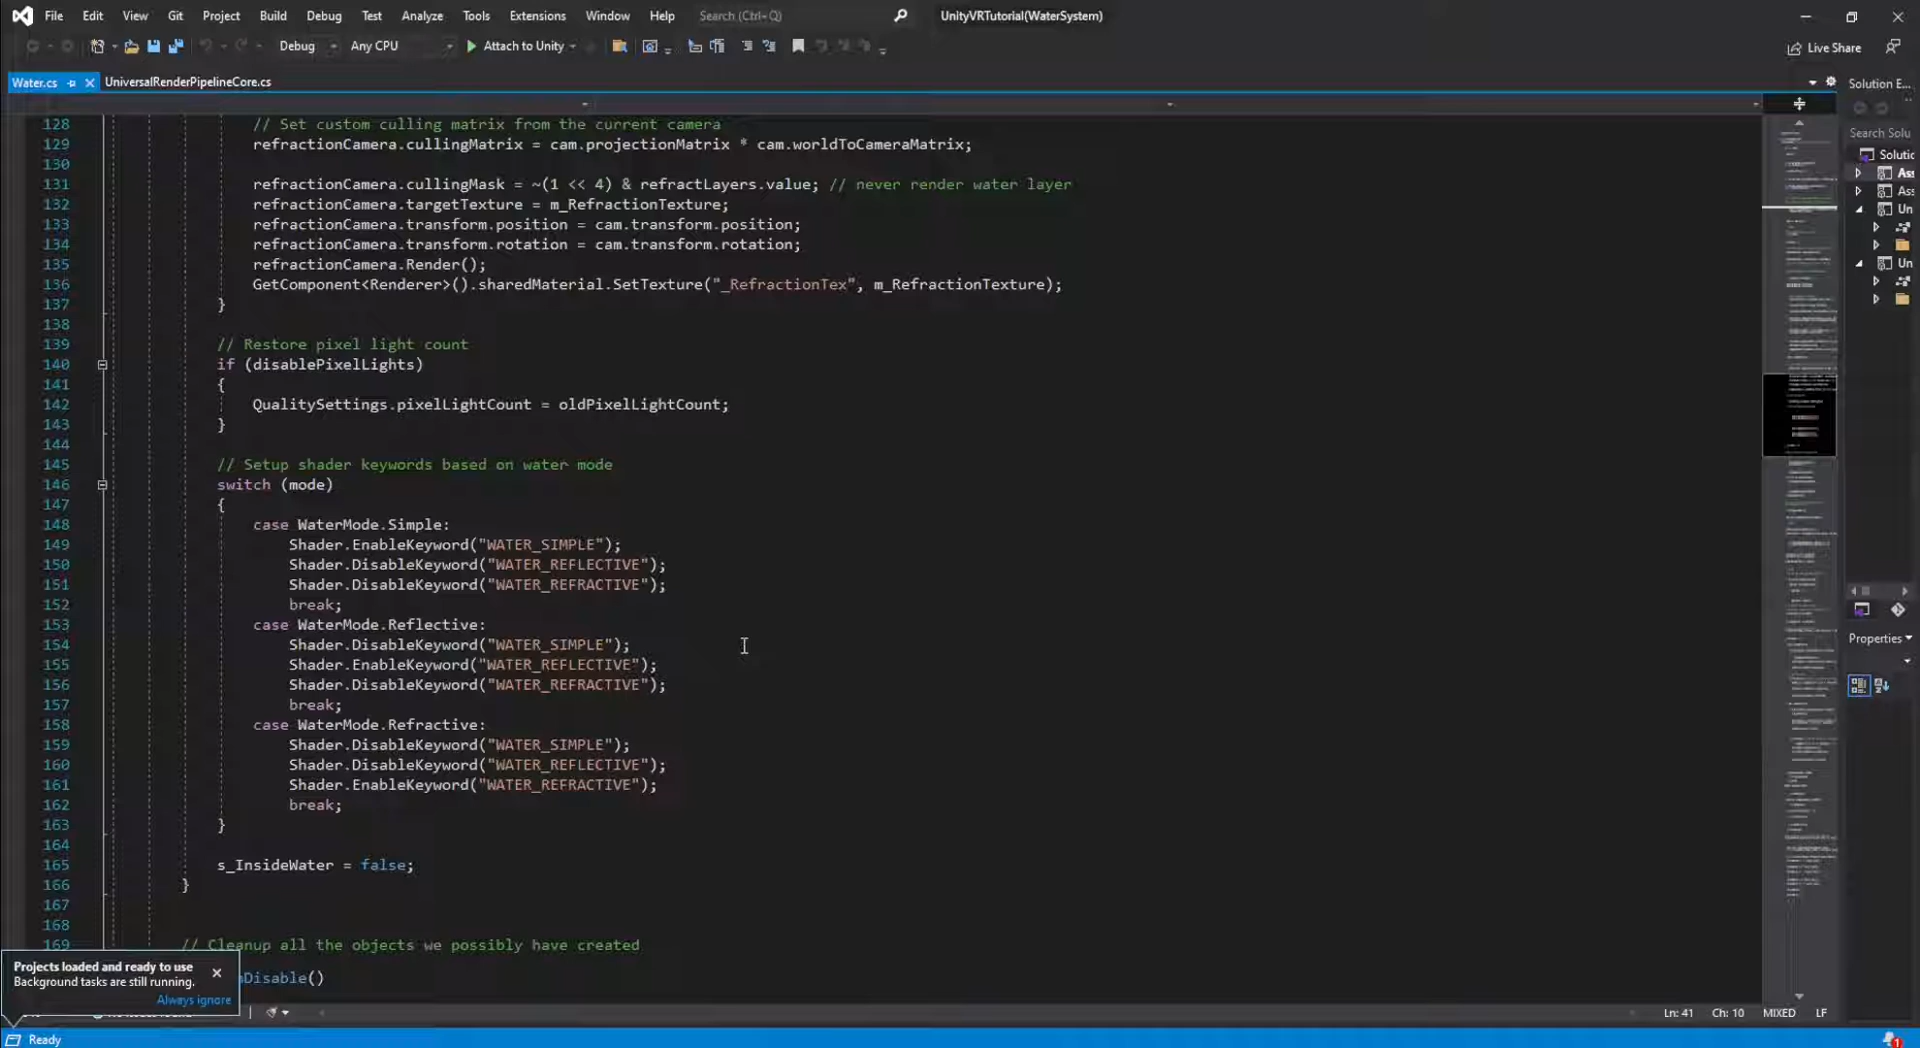 File Edit View Git Project Build Debug Test Analyze Tools Extensions Window Help Search (Ctrl+Q) UnityVRTutorial(WaterSystem)
Debug Any CPU Attach to Unity Live Share
Water.cs UniversalRenderPipelineCore.cs
Solution E...
Search Solu
Solutio
Ass
Ass
Un
Un
Properties
128 // Set custom culling matrix from the current camera
129 refractionCamera.cullingMatrix = cam.projectionMatrix * cam.worldToCameraMatrix;
130
131 refractionCamera.cullingMask = ~(1 << 4) & refractLayers.value; // never render water layer
132 refractionCamera.targetTexture = m_RefractionTexture;
133 refractionCamera.transform.position = cam.transform.position;
134 refractionCamera.transform.rotation = cam.transform.rotation;
135 refractionCamera.Render();
136 GetComponent<Renderer>().sharedMaterial.SetTexture("_RefractionTex", m_RefractionTexture);
137 }
138
139 // Restore pixel light count
140 if (disablePixelLights)
141 {
142 QualitySettings.pixelLightCount = oldPixelLightCount;
143 }
144
145 // Setup shader keywords based on water mode
146 switch (mode)
147 {
148 case WaterMode.Simple:
149 Shader.EnableKeyword("WATER_SIMPLE");
150 Shader.DisableKeyword("WATER_REFLECTIVE");
151 Shader.DisableKeyword("WATER_REFRACTIVE");
152 break;
153 case WaterMode.Reflective:
154 Shader.DisableKeyword("WATER_SIMPLE");
155 Shader.EnableKeyword("WATER_REFLECTIVE");
156 Shader.DisableKeyword("WATER_REFRACTIVE");
157 break;
158 case WaterMode.Refractive:
159 Shader.DisableKeyword("WATER_SIMPLE");
160 Shader.DisableKeyword("WATER_REFLECTIVE");
161 Shader.EnableKeyword("WATER_REFRACTIVE");
162 break;
163 }
164
165 s_InsideWater = false;
166 }
167
168
169 // Cleanup all the objects we possibly have created
nDisable()
Projects loaded and ready to use
Background tasks are still running.
Always ignore
Ln: 41 Ch: 10 MIXED LF
Ready 1